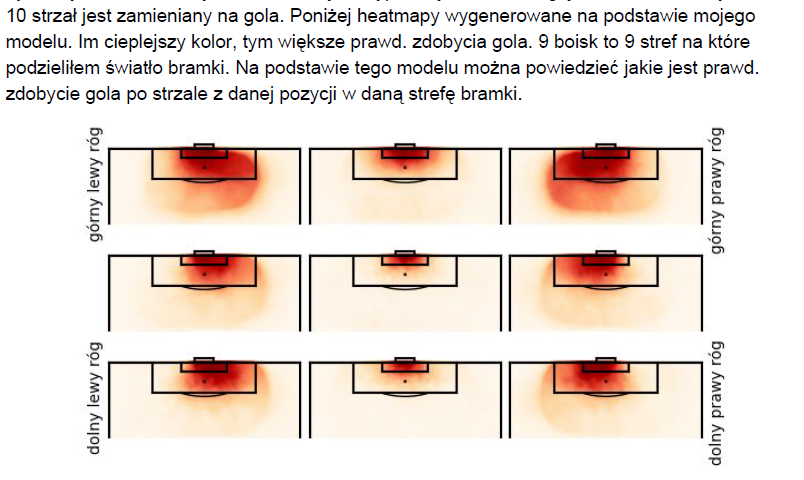 10 strzał jest zamieniany na gola. Poniżej heatmapy wygenerowane na podstawie mojego
modelu. Im cieplejszy kolor, tym większe prawd. zdobycia gola. 9 boisk to 9 stref na które
podzieliłem światło bramki. Na podstawie tego modelu można powiedzieć jakie jest prawd.
zdobycie gola po strzale z danej pozycji w daną strefę bramki.
górny lewy róg
górny prawy róg
dolny lewy róg
dolny prawy róg